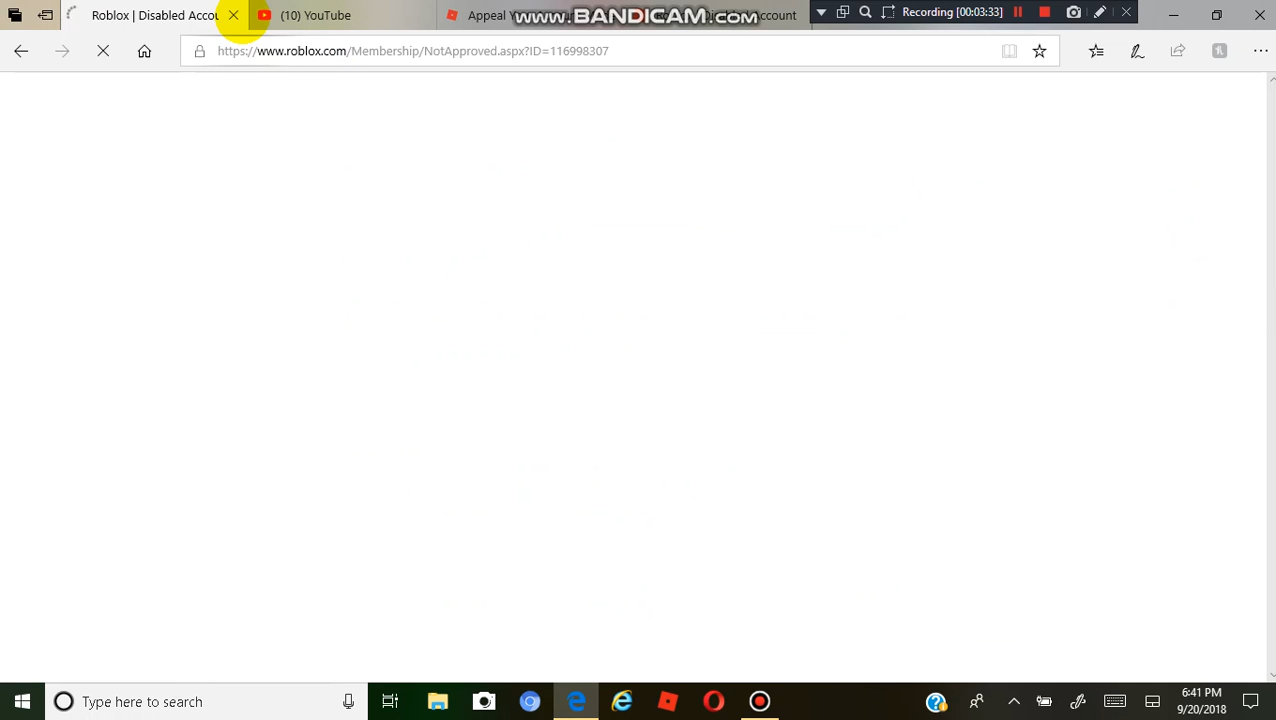 Roblox | Disabled Accou
(10) YouTube
Appeal Y
www.BANDICAM.com
Account
Recording [00:03:33]
https://www.roblox.com/Membership/NotApproved.aspx?ID=116998307
Type here to search
6:41 PM
9/20/2018